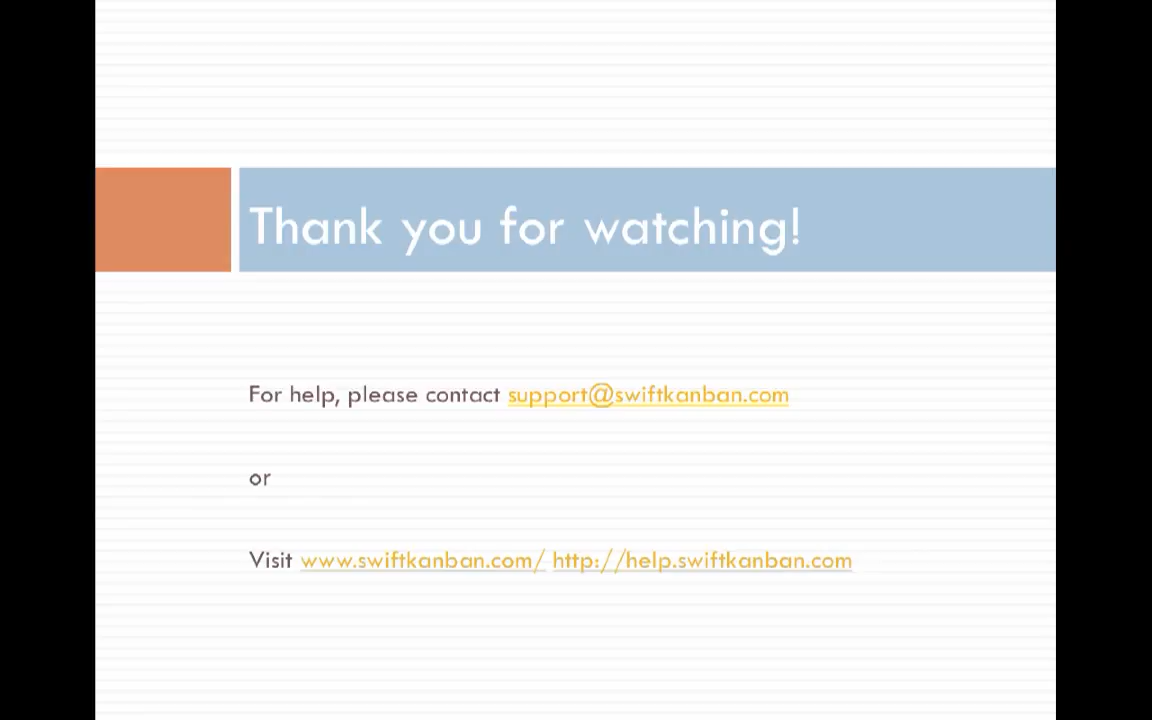 Thank you for watching!
For help, please contact support@swiftkanban.com
or
Visit www.swiftkanban.com/ http://help.swiftkanban.com